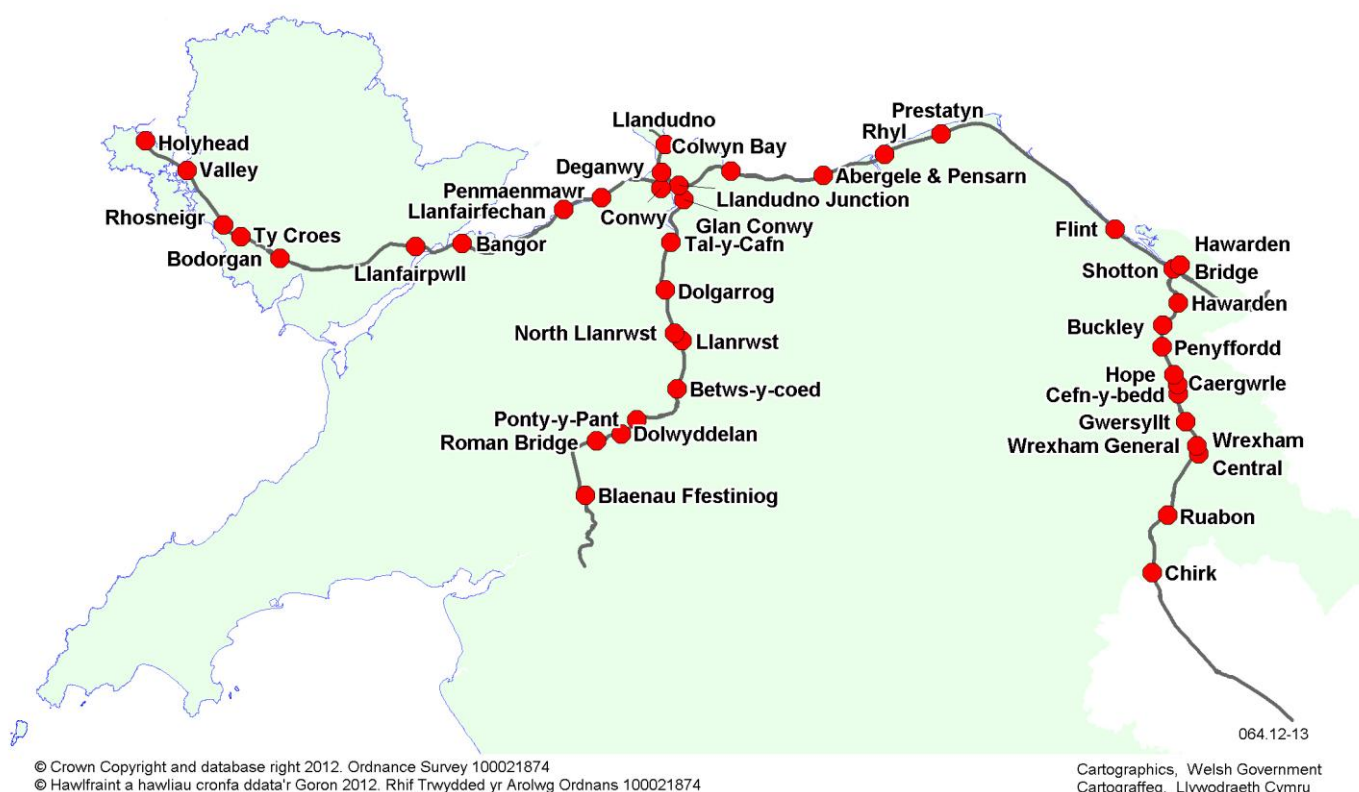 Llandudno
Prestatyn
Rhyl
Colwyn Bay
Holyhead
Valley
Deganwy
Abergele & Pensarn
Penmaenmawr
Llandudno Junction
Llanfairfechan
Conwy
Glan Conwy
Rhosneigr
Ty Croes
Bangor
Tal-y-Cafn
Flint
Bodorgan
Llanfairpwll
Hawarden
Bridge
Shotton
Dolgarrog
Hawarden
North Llanrwst
Llanrwst
Buckley
Penyffordd
Hope
Caergwrle
Betws-y-coed
Cefn-y-bedd
Ponty-y-Pant
Gwersyllt
Roman Bridge
Dolwyddelan
Wrexham General
Wrexham
Central
Blaenau Ffestiniog
Ruabon
Chirk
064.12-13
© Crown Copyright and database right 2012. Ordnance Survey 100021874
© Hawlfraint a hawliau cronfa ddata'r Goron 2012. Rhif Trwydded yr Arolwg Ordnans 100021874
Cartographics, Welsh Government
Cartograffeg, Llywodraeth Cymru